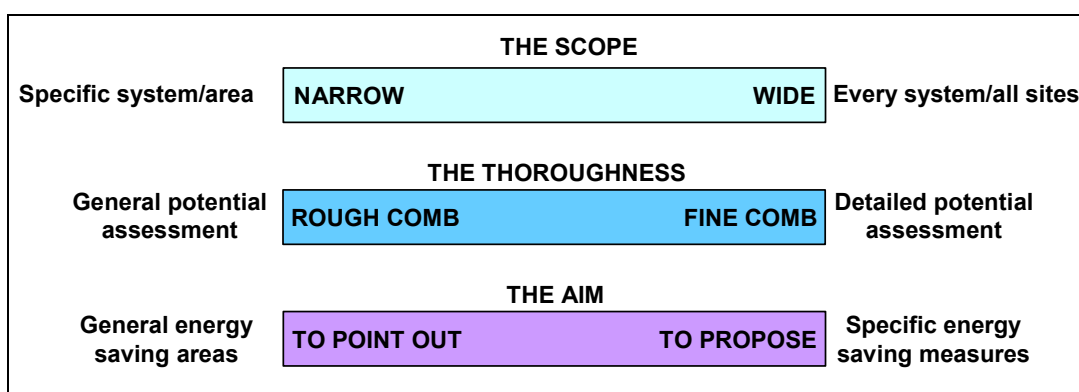 THE SCOPE
Specific system/area NARROW WIDE Every system/all sites
THE THOROUGHNESS
General potential
assessment
ROUGH COMB FINE COMB
Detailed potential
assessment
THE AIM
General energy
saving areas
TO POINT OUT TO PROPOSE
Specific energy
saving measures